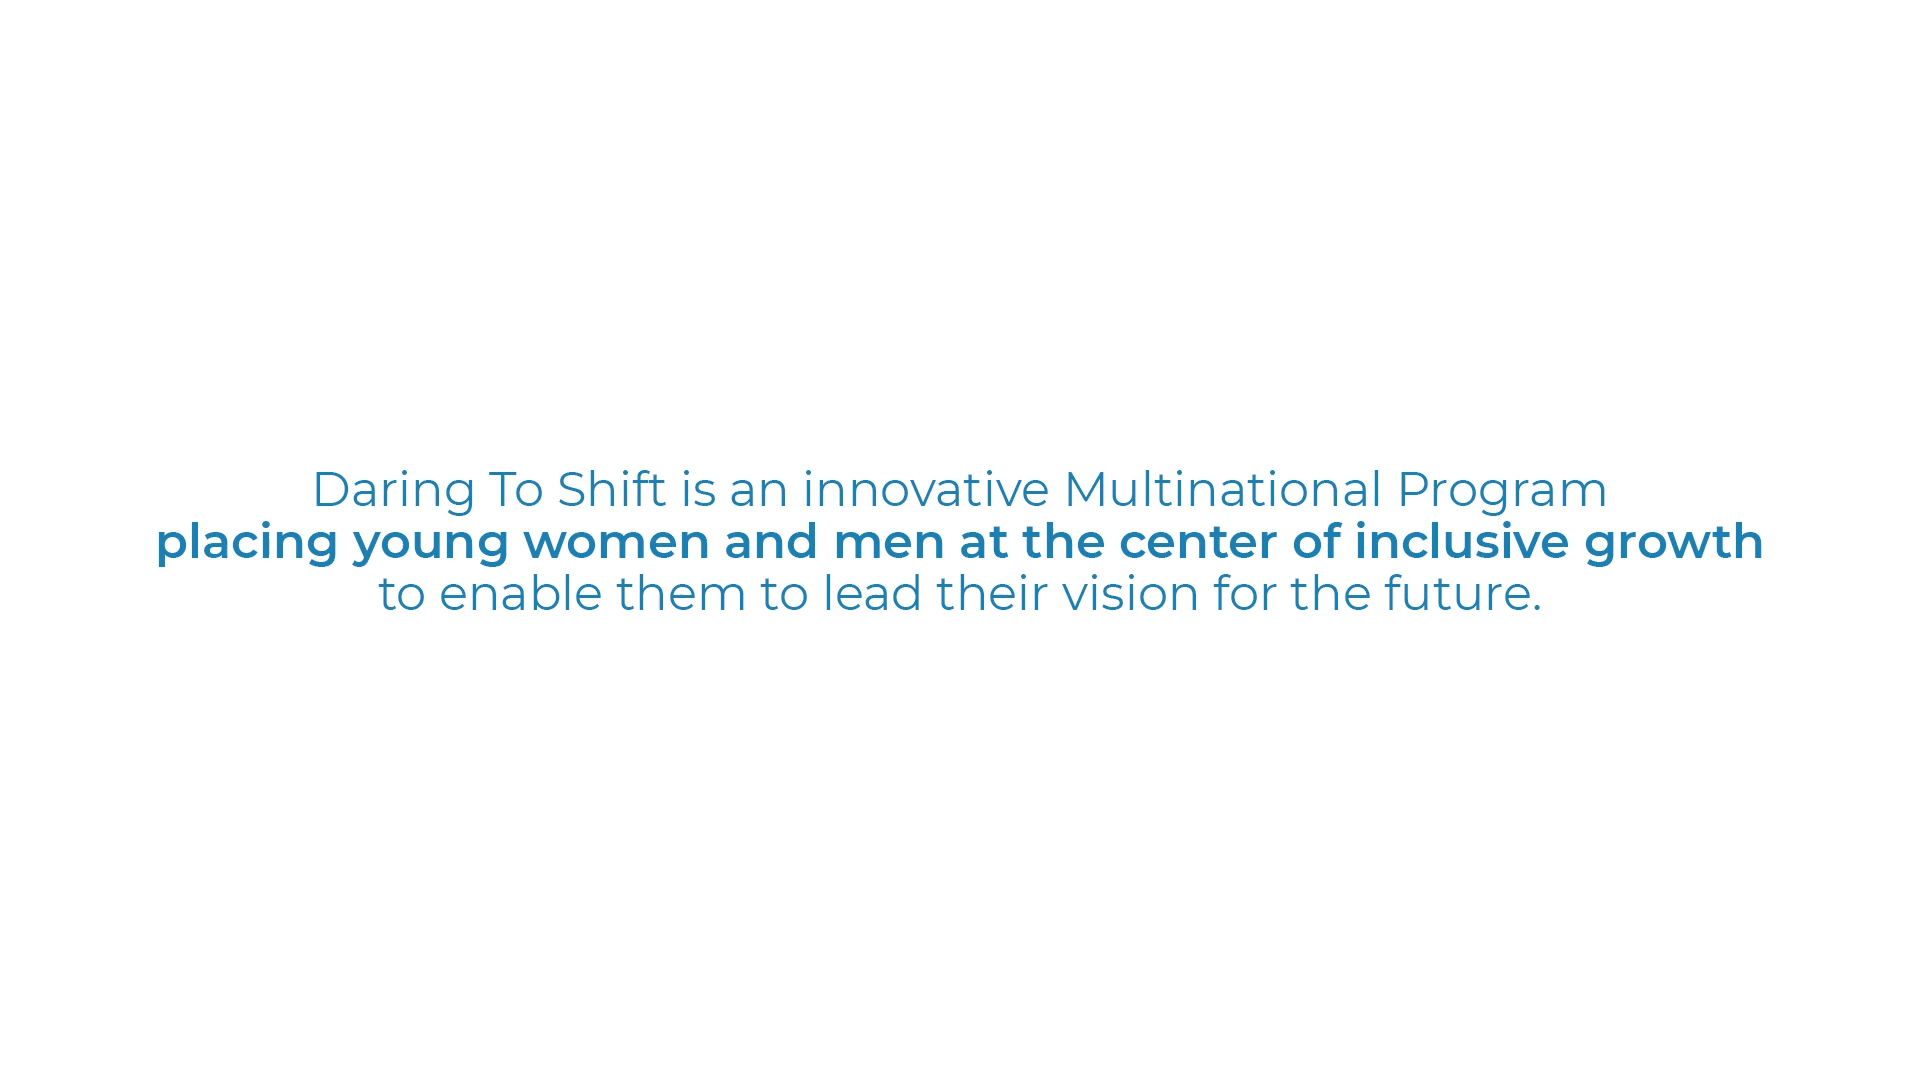 Daring To Shift is an innovative Multinational Program
placing young women and men at the center of inclusive growth
to enable them to lead their vision for the future.